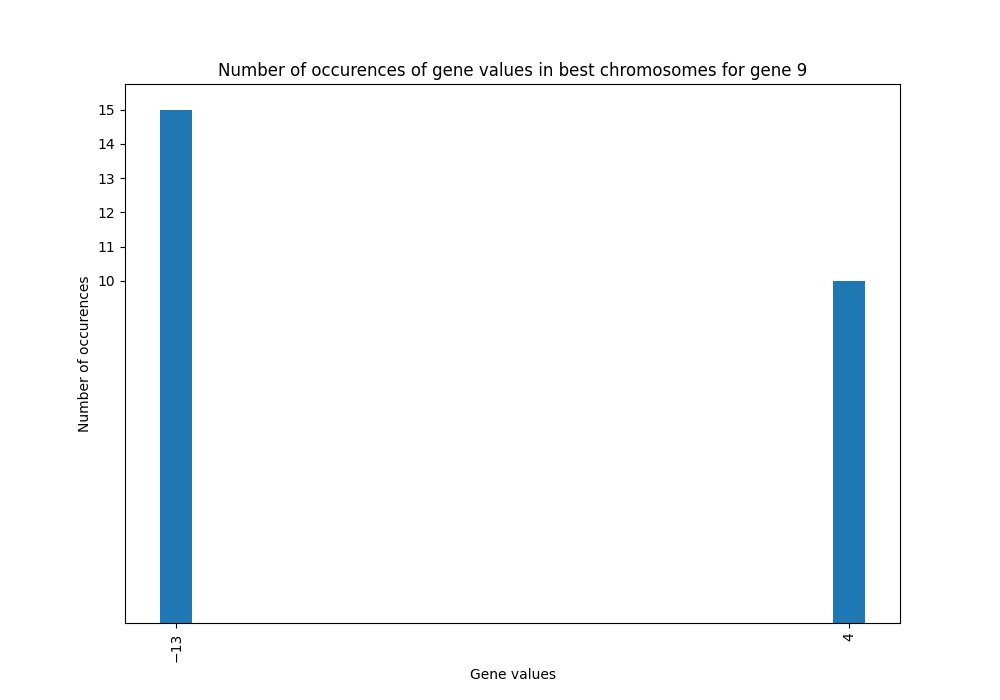 Number of occurences of gene values in best chromosomes for gene 9
15
14
13
12
11
10
Number of occurences
−13
4
Gene values